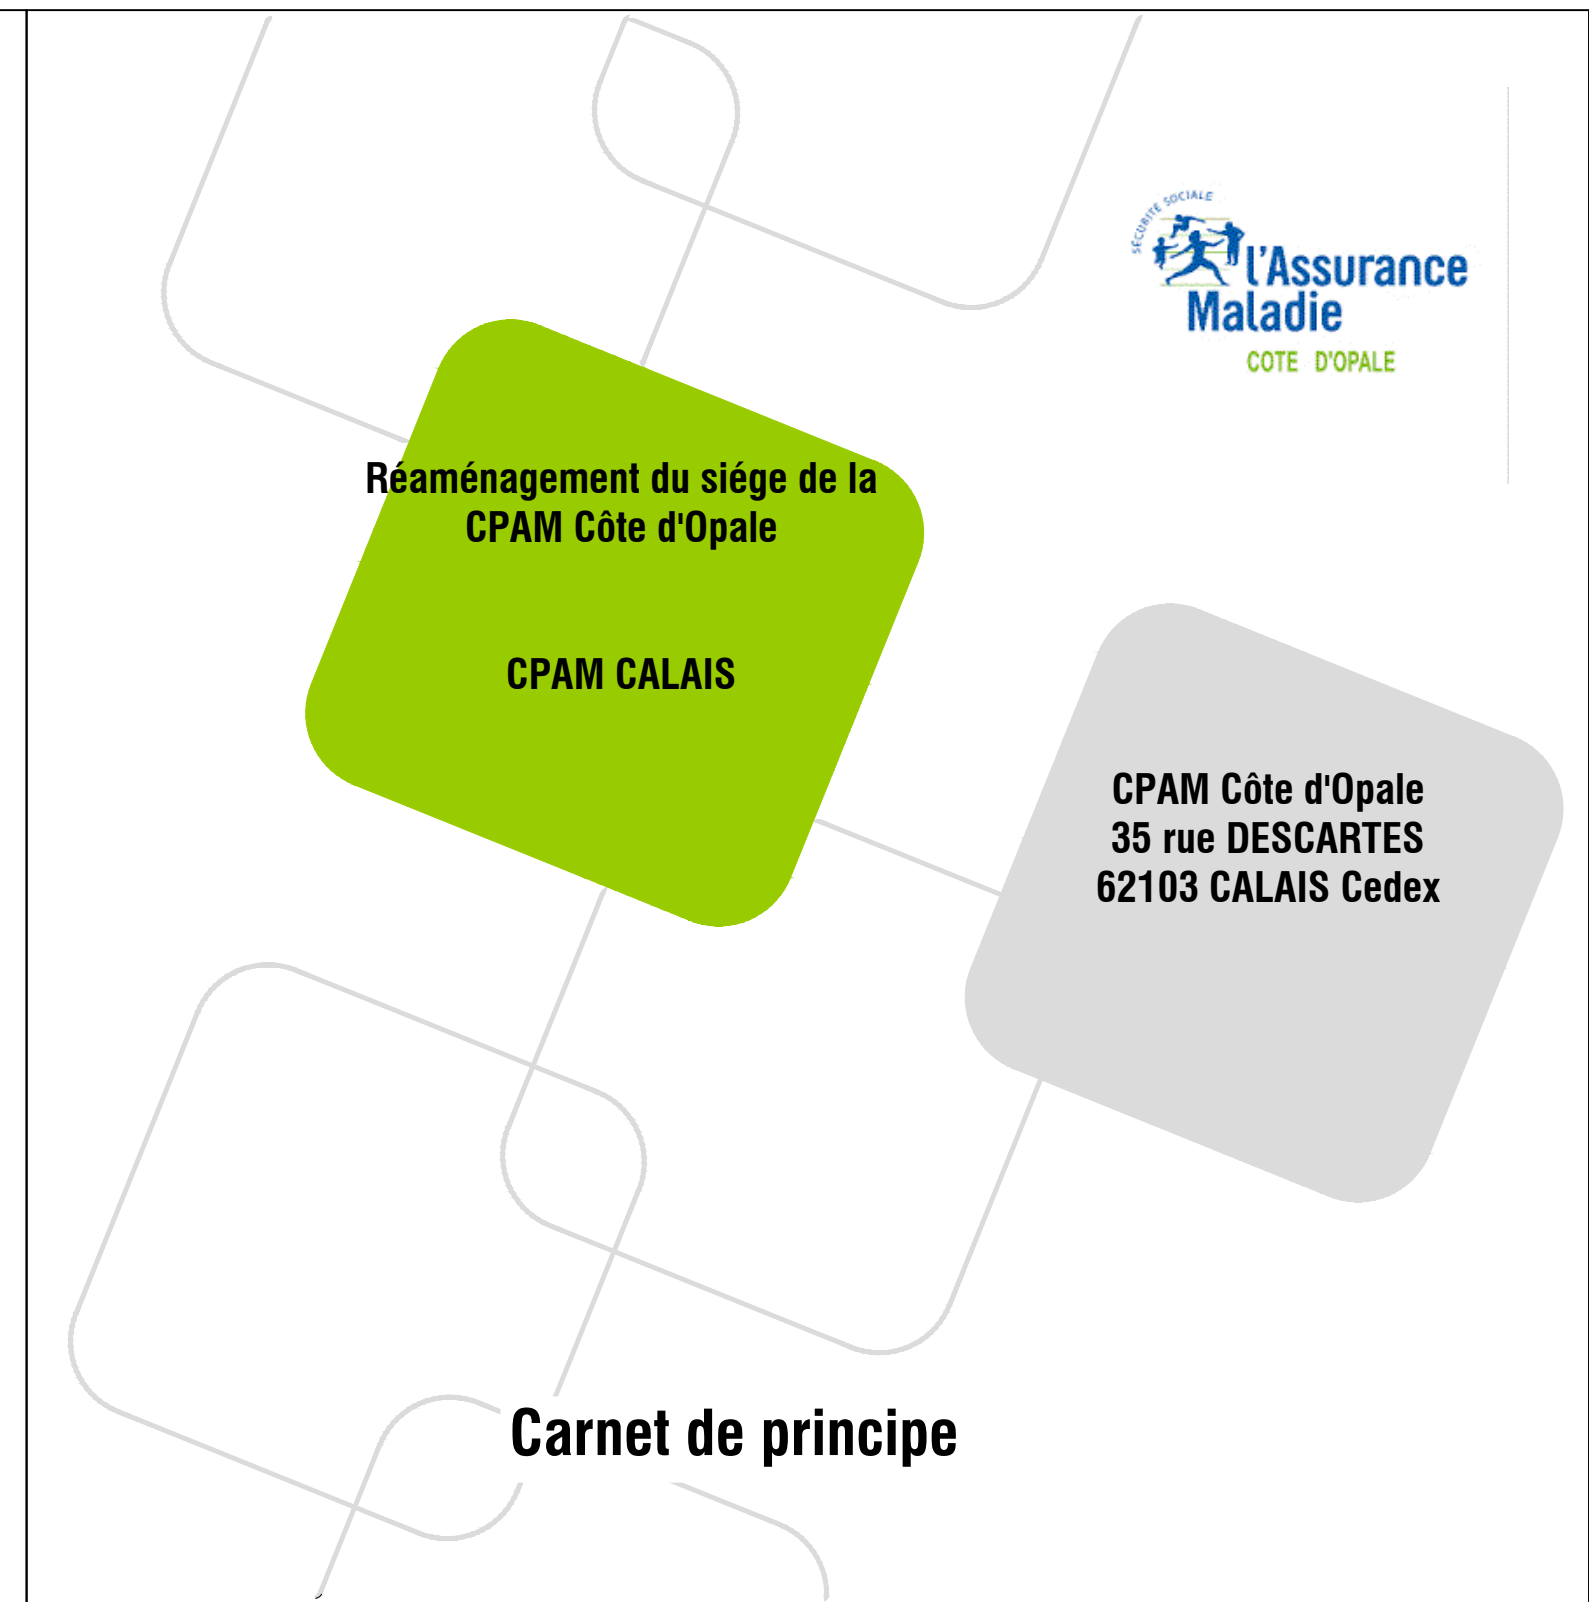 SÉCURITÉ SOCIALE
l'Assurance
Maladie
COTE D'OPALE
Réaménagement du siége de la
CPAM Côte d'Opale
CPAM CALAIS
CPAM Côte d'Opale
35 rue DESCARTES
62103 CALAIS Cedex
Carnet de principe